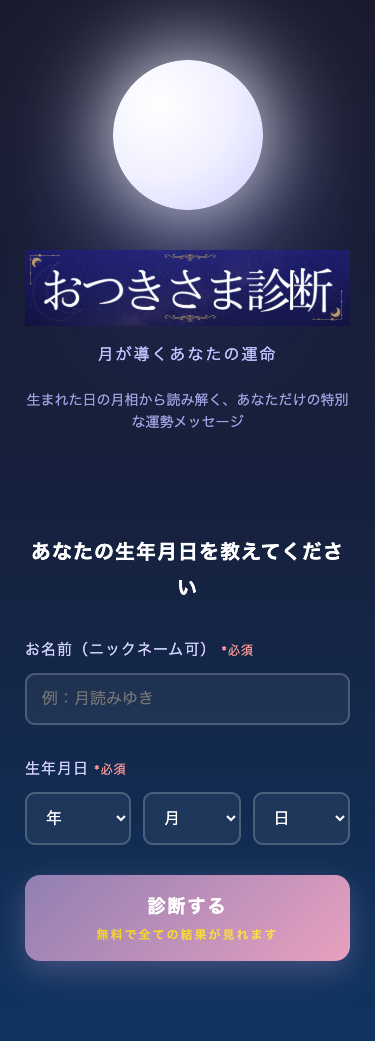 おつきさま診断
月が導くあなたの運命
生まれた日の月相から読み解く、あなただけの特別
な運勢メッセージ
あなたの生年月日を教えてくださ
い
お名前（ニックネーム可） *必須
例：月読みゆき
生年月日 *必須
年 月 日
診断する
無料で全ての結果が見れます